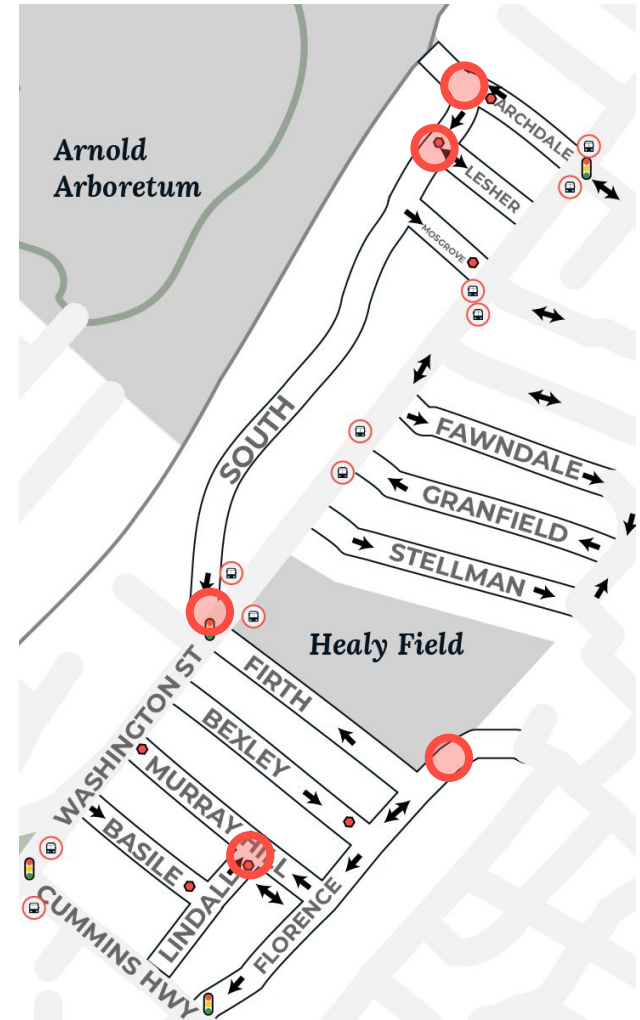 Arnold
Arboretum
ARCHDALE
LESHER
MOSGROVE
SOUTH
FAWNDALE
GRANFIELD
STELLMAN
Healy Field
WASHINGTON ST
FIRTH
BEXLEY
MURRAY HILL
BASILE
LINDALL
FLORENCE
CUMMINS HWY